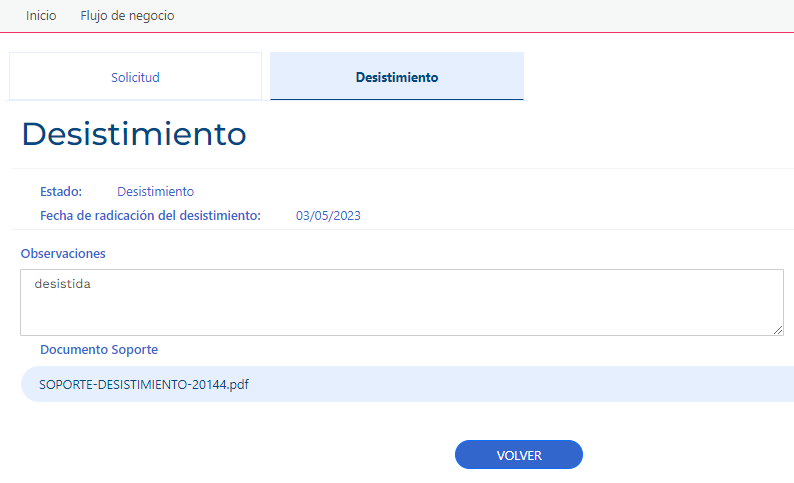 Inicio Flujo de negocio
Solicitud Desistimiento
Desistimiento
Estado: Desistimiento
Fecha de radicación del desistimiento: 03/05/2023
Observaciones
desistida
Documento Soporte
SOPORTE-DESISTIMIENTO-20144.pdf
VOLVER